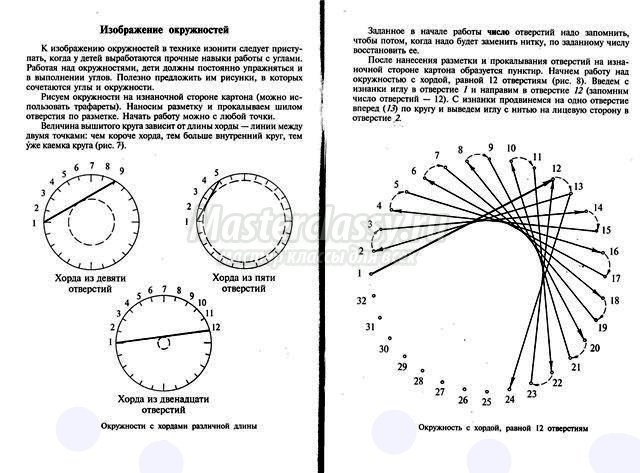 Изображение окружностей
К изображению окружностей в технике изонити следует присту-
пать, когда у детей выработаются прочные навыки работы с углами.
Работая над окружностями, дети должны постоянно упражняться и
в выполнении углов. Полезно предложить им рисунки, в которых
сочетаются углы и окружности.
Рисуем окружности на изнаночной стороне картона (можно ис-
пользовать трафареты). Наносим разметку и прокалываем шилом
отверстия по разметке. Начать работу можно с любой точки.
Величина вышитого круга зависит от длины хорды — линии между
двумя точками: чем короче хорда, тем больше внутренний круг, тем
уже каемка круга (рис. 7).
1 2 3 4 5 6 7 8 9
Хорда из девяти
отверстий
1 2 3 4 5
Хорда из пяти
отверстий
1 2 3 4 5 6 7 8 9 10 11 12
Хорда из двенадцати
отверстий
Окружности с хордами различной длины
Заданное в начале работы число отверстий надо запомнить,
чтобы потом, когда надо будет заменить нитку, по заданному числу
восстановить ее.
После нанесения разметки и прокалывания отверстий на изна-
ночной стороне картона образуется пунктир. Начнем работу над
окружностью с хордой, равной 12 отверстиям (рис. 8). Введем с
изнанки иглу в отверстие 1 и направим в отверстие 12 (запомним
число отверстий — 12). С изнанки продвинемся на одно отверстие
вперед (13) по кругу и выведем иглу с нитью на лицевую сторону в
отверстие 2.
1 2 3 4 5 6 7 8 9 10 11 12 13 14 15 16 17 18 19 20 21 22 23 24 25 26 27 28 29 30 31 32
Окружность с хордой, равной 12 отверстиям
Masterclassy.ru
мастер классы для всех